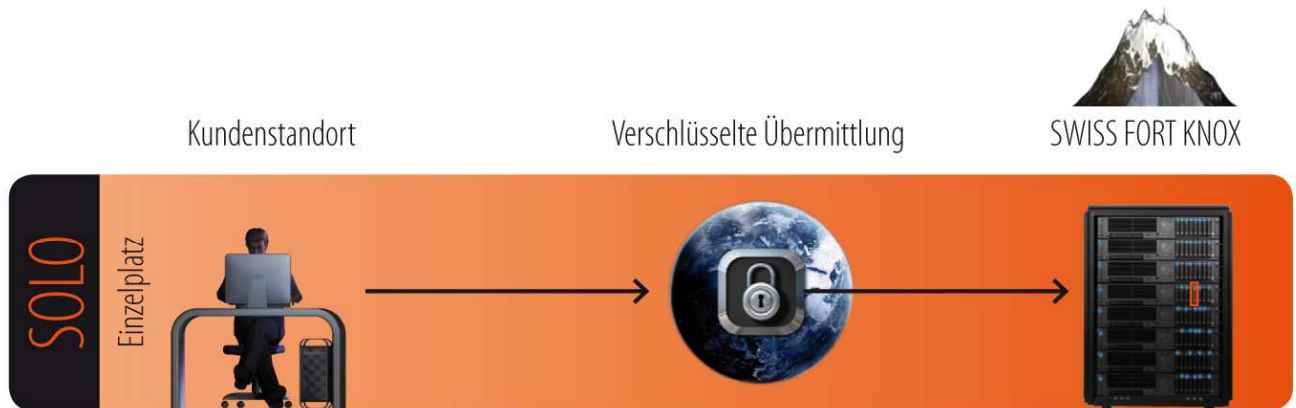 Kundenstandort
Verschlüsselte Übermittlung
SWISS FORT KNOX
SOLO
Einzelplatz